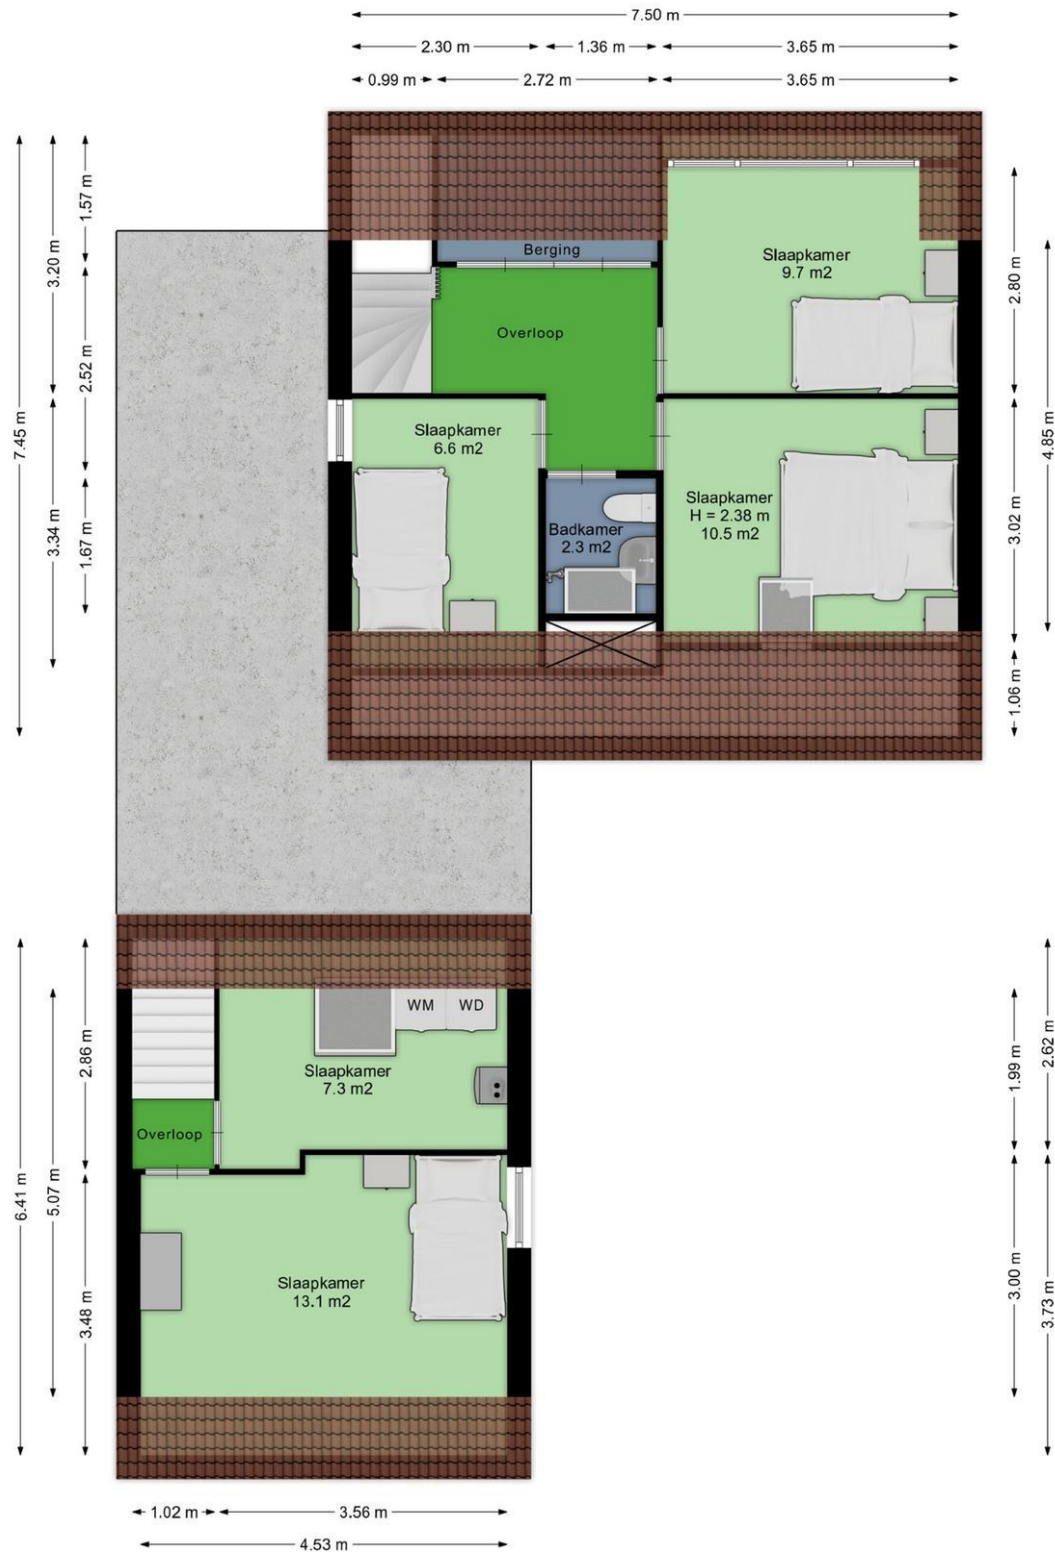 7.50 m
2.30 m
1.36 m
3.65 m
0.99 m
2.72 m
3.65 m
7.45 m
3.20 m
3.34 m
1.57 m
2.52 m
1.67 m
Berging
Overloop
Slaapkamer
9.7 m2
Slaapkamer
6.6 m2
Badkamer
2.3 m2
Slaapkamer
H = 2.38 m
10.5 m2
2.80 m
3.02 m
1.06 m
4.85 m
6.41 m
5.07 m
2.86 m
3.48 m
WM
WD
Slaapkamer
7.3 m2
Overloop
Slaapkamer
13.1 m2
1.99 m
3.00 m
2.62 m
3.73 m
1.02 m
3.56 m
4.53 m